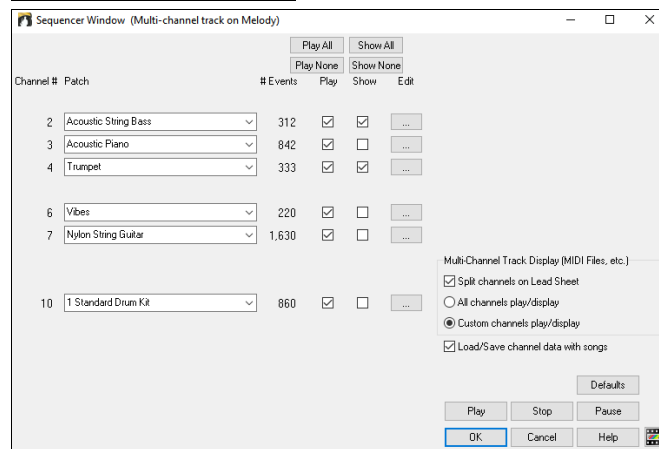 Sequencer Window (Multi-channel track on Melody)
Play All Show All
Play None Show None
Channel # Patch # Events Play Show Edit
2 Acoustic String Bass 312 ...
3 Acoustic Piano 842 ...
4 Trumpet 333 ...
6 Vibes 220 ...
7 Nylon String Guitar 1,630 ...
Multi-Channel Track Display (MIDI Files, etc.)
Split channels on Lead Sheet
10 1 Standard Drum Kit 860 ...
All channels play/display
Custom channels play/display
Load/Save channel data with songs
Defaults
Play Stop Pause
OK Cancel Help